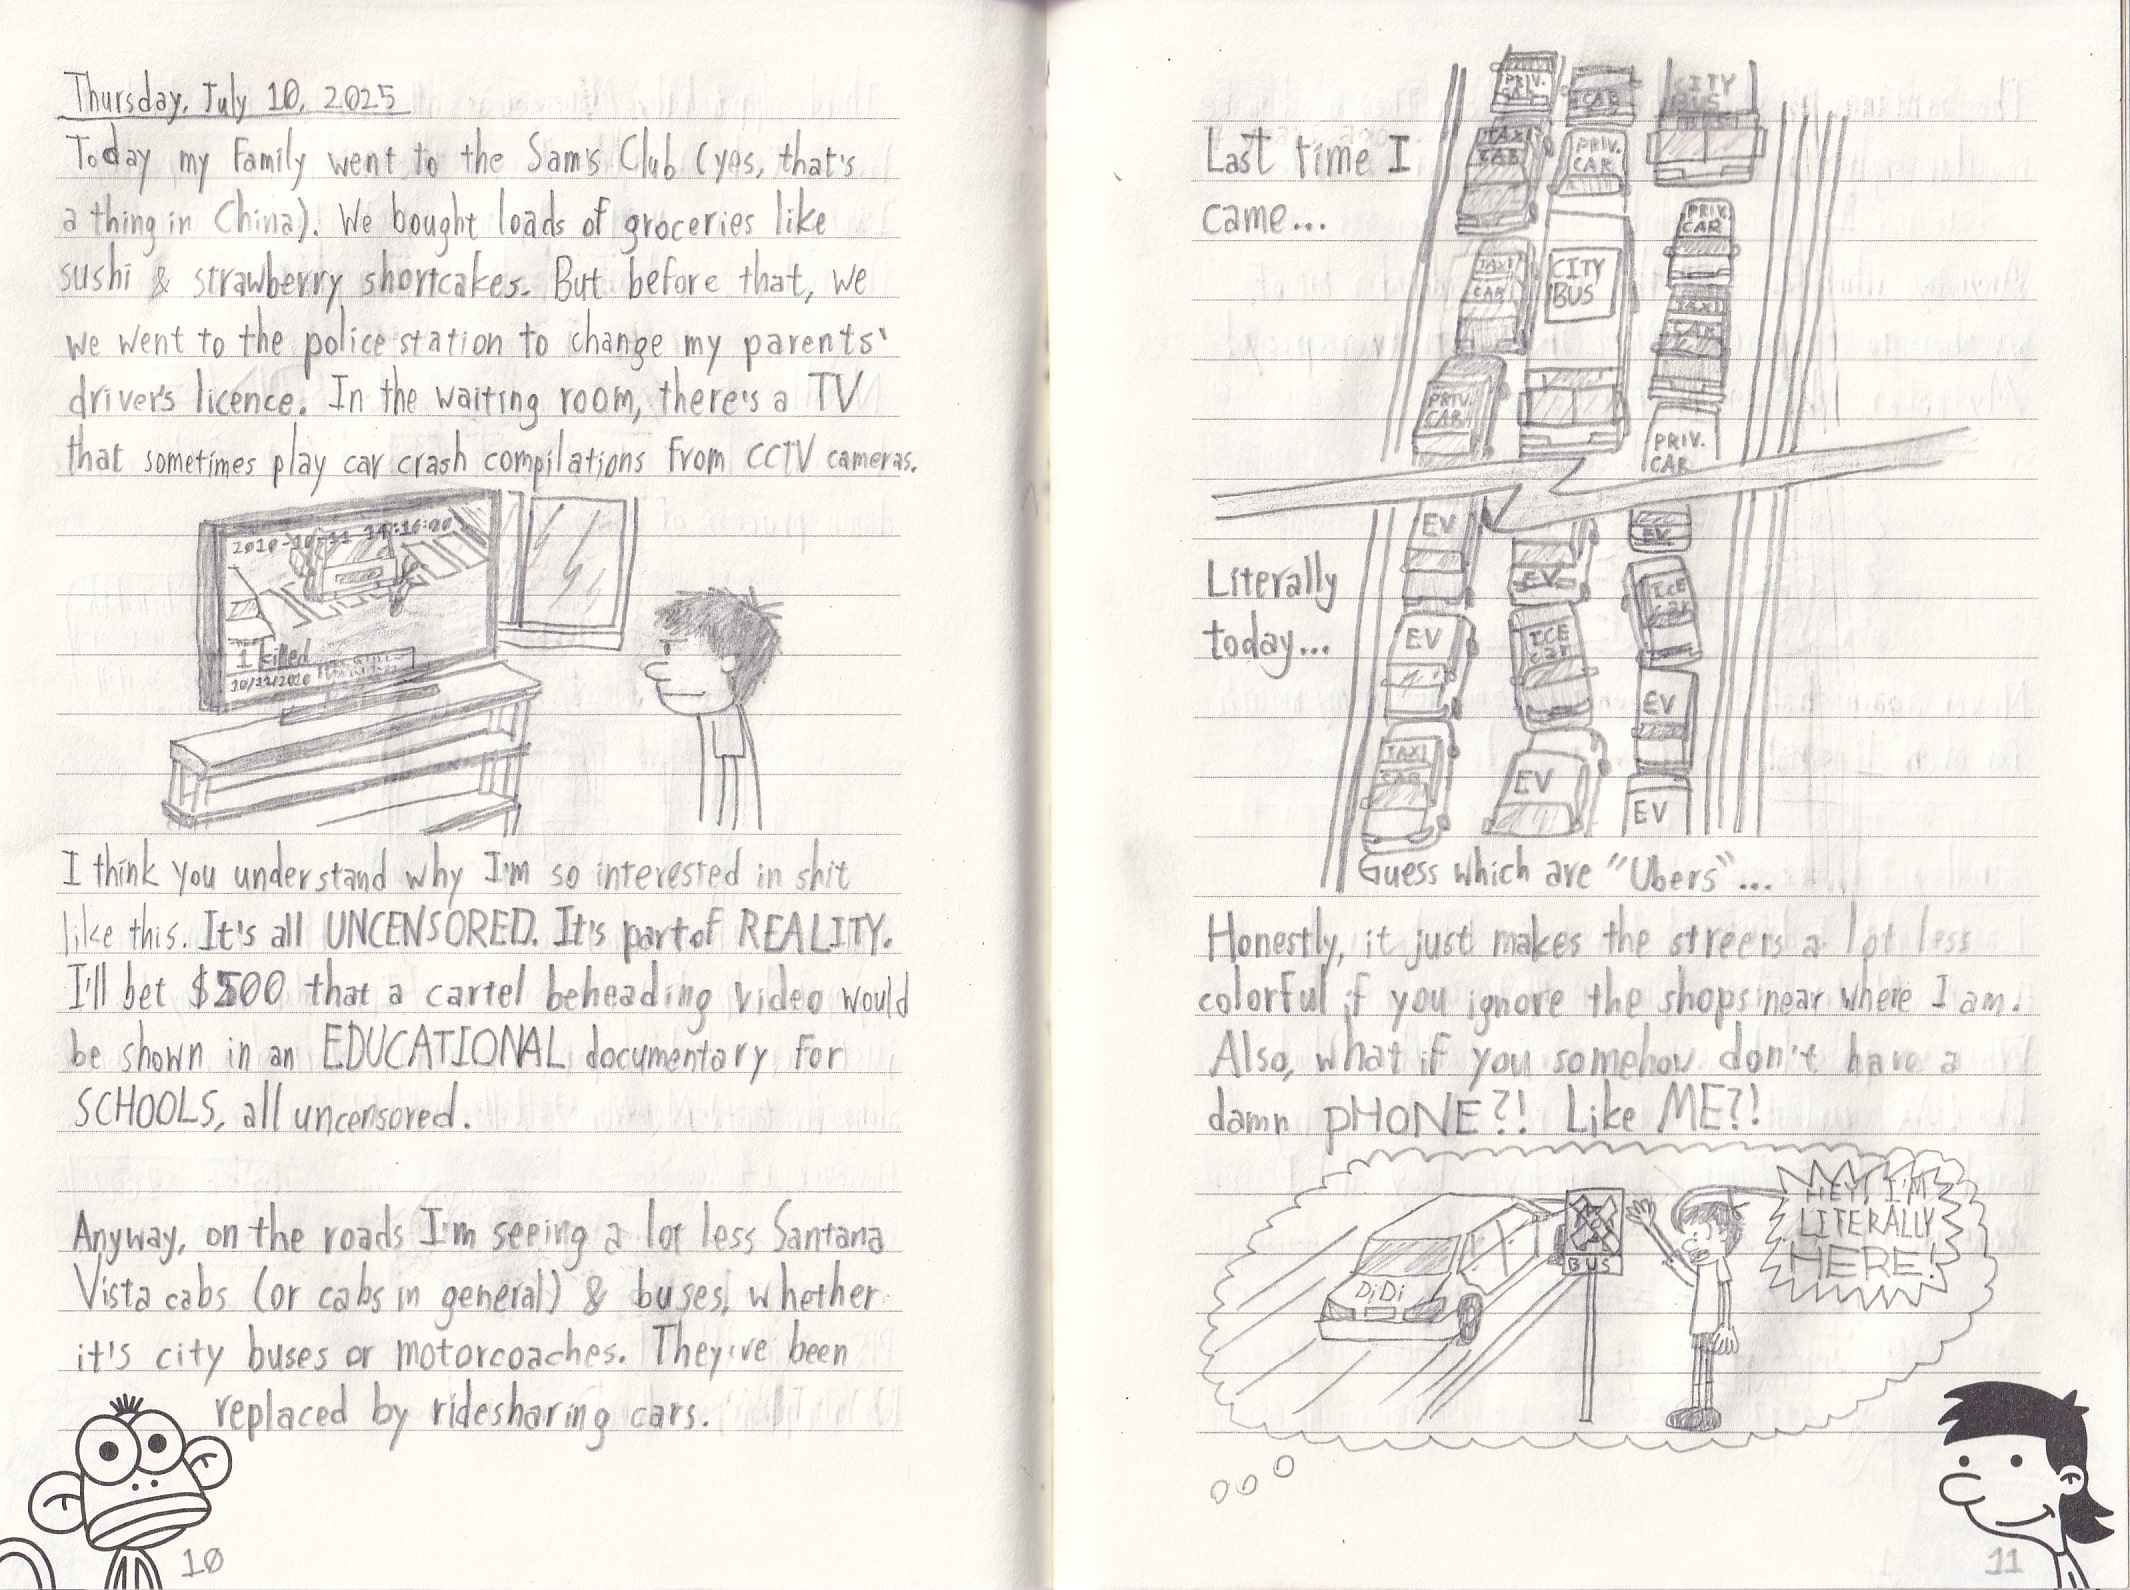 Thursday, July 10, 2025
Today my family went to the Sam's Club (yes, that's
a thing in China). We bought loads of groceries like
sushi & strawberry shortcakes. But before that, we
we went to the police station to change my parents'
driver's licence. In the waiting room, there's a TV
that sometimes play car crash compilations from CCTV cameras.
2010-10-11 14:16:00
1 killed
10/11/2010
I think you understand why I'm so interested in shit
like this. It's all UNCENSORED. It's part of REALITY.
I'll bet $500 that a cartel beheading video would
be shown in an EDUCATIONAL documentary for
SCHOOLS, all uncensored.
Anyway, on the roads I'm seeing a lot less Santana
Vista cabs (or cabs in general) & buses, whether
it's city buses or motorcoaches. They've been
replaced by ridesharing cars.
10
Last time I
came...
PRIV.
CAR
CAB
CITY
BUS
TAXI
CAB
PRIV.
CAR
PRIV.
CAR
TAXI
CAB
CITY
BUS
TAXI
CAB
PRIV.
CAR
PRIV.
CAR
Literally
today...
EV
EV
EV
ICE
car
EV
ICE
car
EV
TAXI
CAB
EV
EV
Guess which are "Ubers"...
Honestly, it just makes the streers a lot less
colorful if you ignore the shops near where I am.
Also, what if you somehow don't have a
damn pHONE?! Like ME?!
DiDi
BUS
HEY, I'M
LITERALLY
HERE!
11